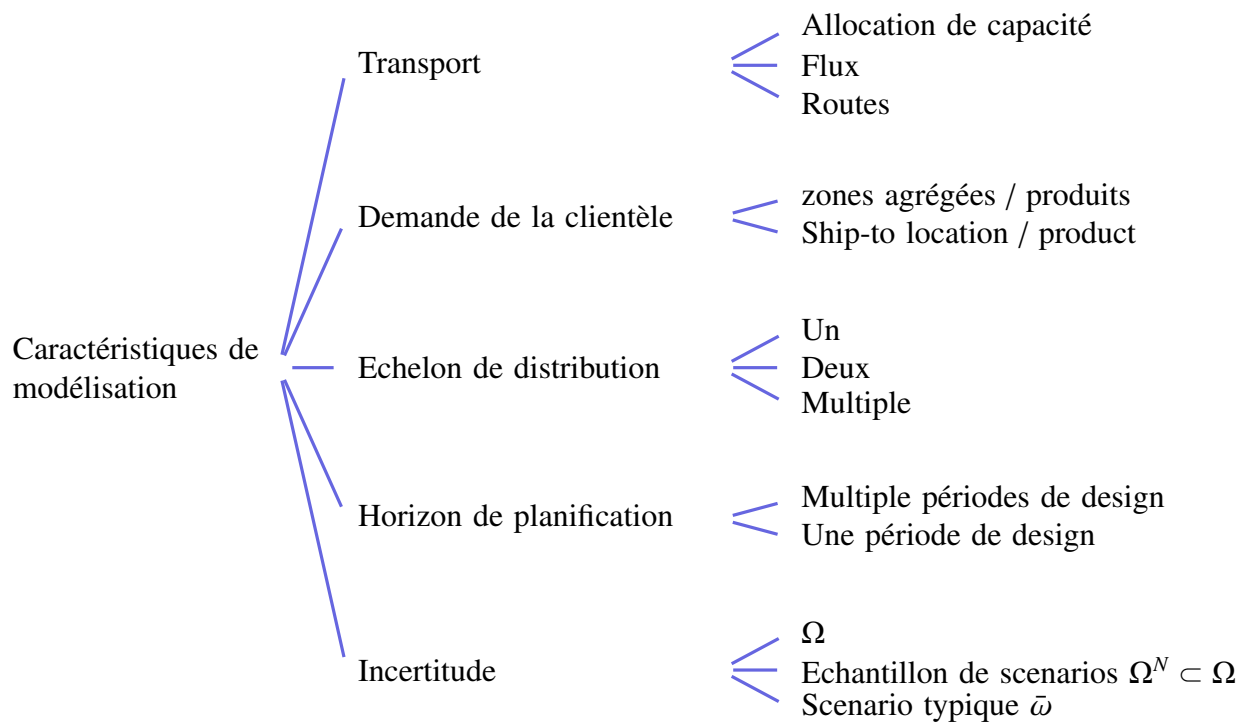 Caractéristiques de
modélisation
Transport
Allocation de capacité
Flux
Routes
Demande de la clientèle
zones agrégées / produits
Ship-to location / product
Echelon de distribution
Un
Deux
Multiple
Horizon de planification
Multiple périodes de design
Une période de design
Incertitude
Ω
Echantillon de scenarios Ω^N ⊂ Ω
Scenario typique ω̄